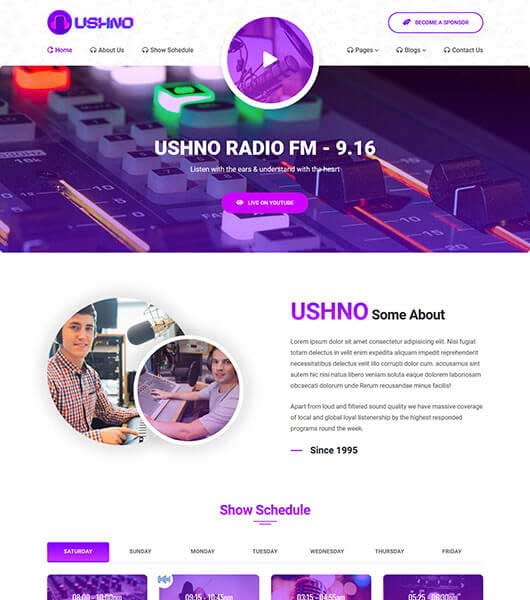 USHNO
BECOME A SPONSOR
Home
About Us
Show Schedule
Pages
Blogs
Contact Us
USHNO RADIO FM - 9.16
Listen with the ears & understand with the heart
LIVE ON YOUTUBE
USHNO Some About
Lorem ipsum dolor sit amet consectetur adipisicing elit. Nisi fugiat
totam delectus in velit enim expedita aliquam impedit reprehenderit
necessitatibus delectus velit illo corrupti dolor cum. accusamus sint
autem sit hic nisi natus libero veniam eaque dolorem laboriosam
obcaecati dolorum unde Rerum recusandae minus facilis!
Apart from loud and filtered sound quality we have massive coverage
of local and global loyal listenership by the highest responded
programs round the week.
Since 1995
Show Schedule
SATURDAY
SUNDAY
MONDAY
TUESDAY
WEDNESDAY
THURSDAY
FRIDAY
08:00 - 10:00am
09:15 - 10:45pm
03:15 - 04:55am
05:25 - 06:30pm